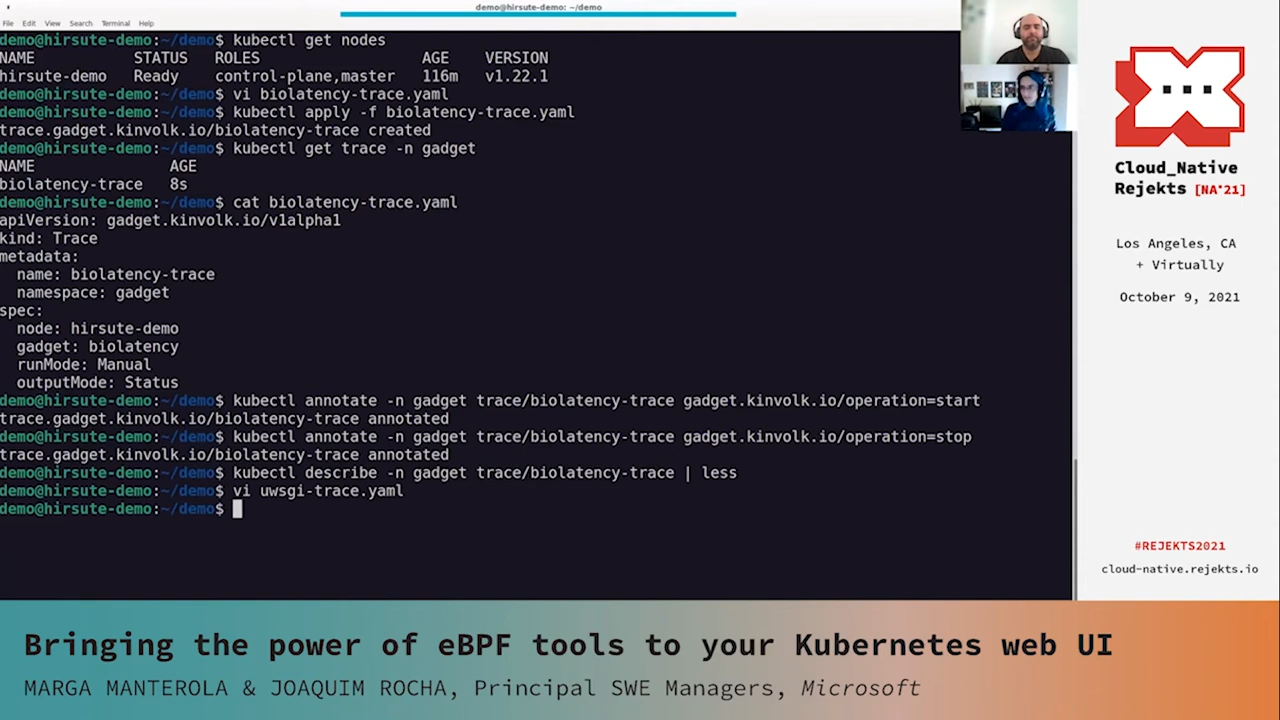 demo@hirsute-demo: ~/demo
File Edit View Search Terminal Help
demo@hirsute-demo:~/demo$ kubectl get nodes
NAME STATUS ROLES AGE VERSION
hirsute-demo Ready control-plane,master 116m v1.22.1
demo@hirsute-demo:~/demo$ vi biolatency-trace.yaml
demo@hirsute-demo:~/demo$ kubectl apply -f biolatency-trace.yaml
trace.gadget.kinvolk.io/biolatency-trace created
demo@hirsute-demo:~/demo$ kubectl get trace -n gadget
NAME AGE
biolatency-trace 8s
demo@hirsute-demo:~/demo$ cat biolatency-trace.yaml
apiVersion: gadget.kinvolk.io/v1alpha1
kind: Trace
metadata:
  name: biolatency-trace
  namespace: gadget
spec:
  node: hirsute-demo
  gadget: biolatency
  runMode: Manual
  outputMode: Status
demo@hirsute-demo:~/demo$ kubectl annotate -n gadget trace/biolatency-trace gadget.kinvolk.io/operation=start
trace.gadget.kinvolk.io/biolatency-trace annotated
demo@hirsute-demo:~/demo$ kubectl annotate -n gadget trace/biolatency-trace gadget.kinvolk.io/operation=stop
trace.gadget.kinvolk.io/biolatency-trace annotated
demo@hirsute-demo:~/demo$ kubectl describe -n gadget trace/biolatency-trace | less
demo@hirsute-demo:~/demo$ vi uwsgi-trace.yaml
demo@hirsute-demo:~/demo$
Cloud_Native
Rejekts [NA'21]
Los Angeles, CA
+ Virtually
October 9, 2021
#REJEKTS2021
cloud-native.rejekts.io
Bringing the power of eBPF tools to your Kubernetes web UI
MARGA MANTEROLA & JOAQUIM ROCHA, Principal SWE Managers, Microsoft